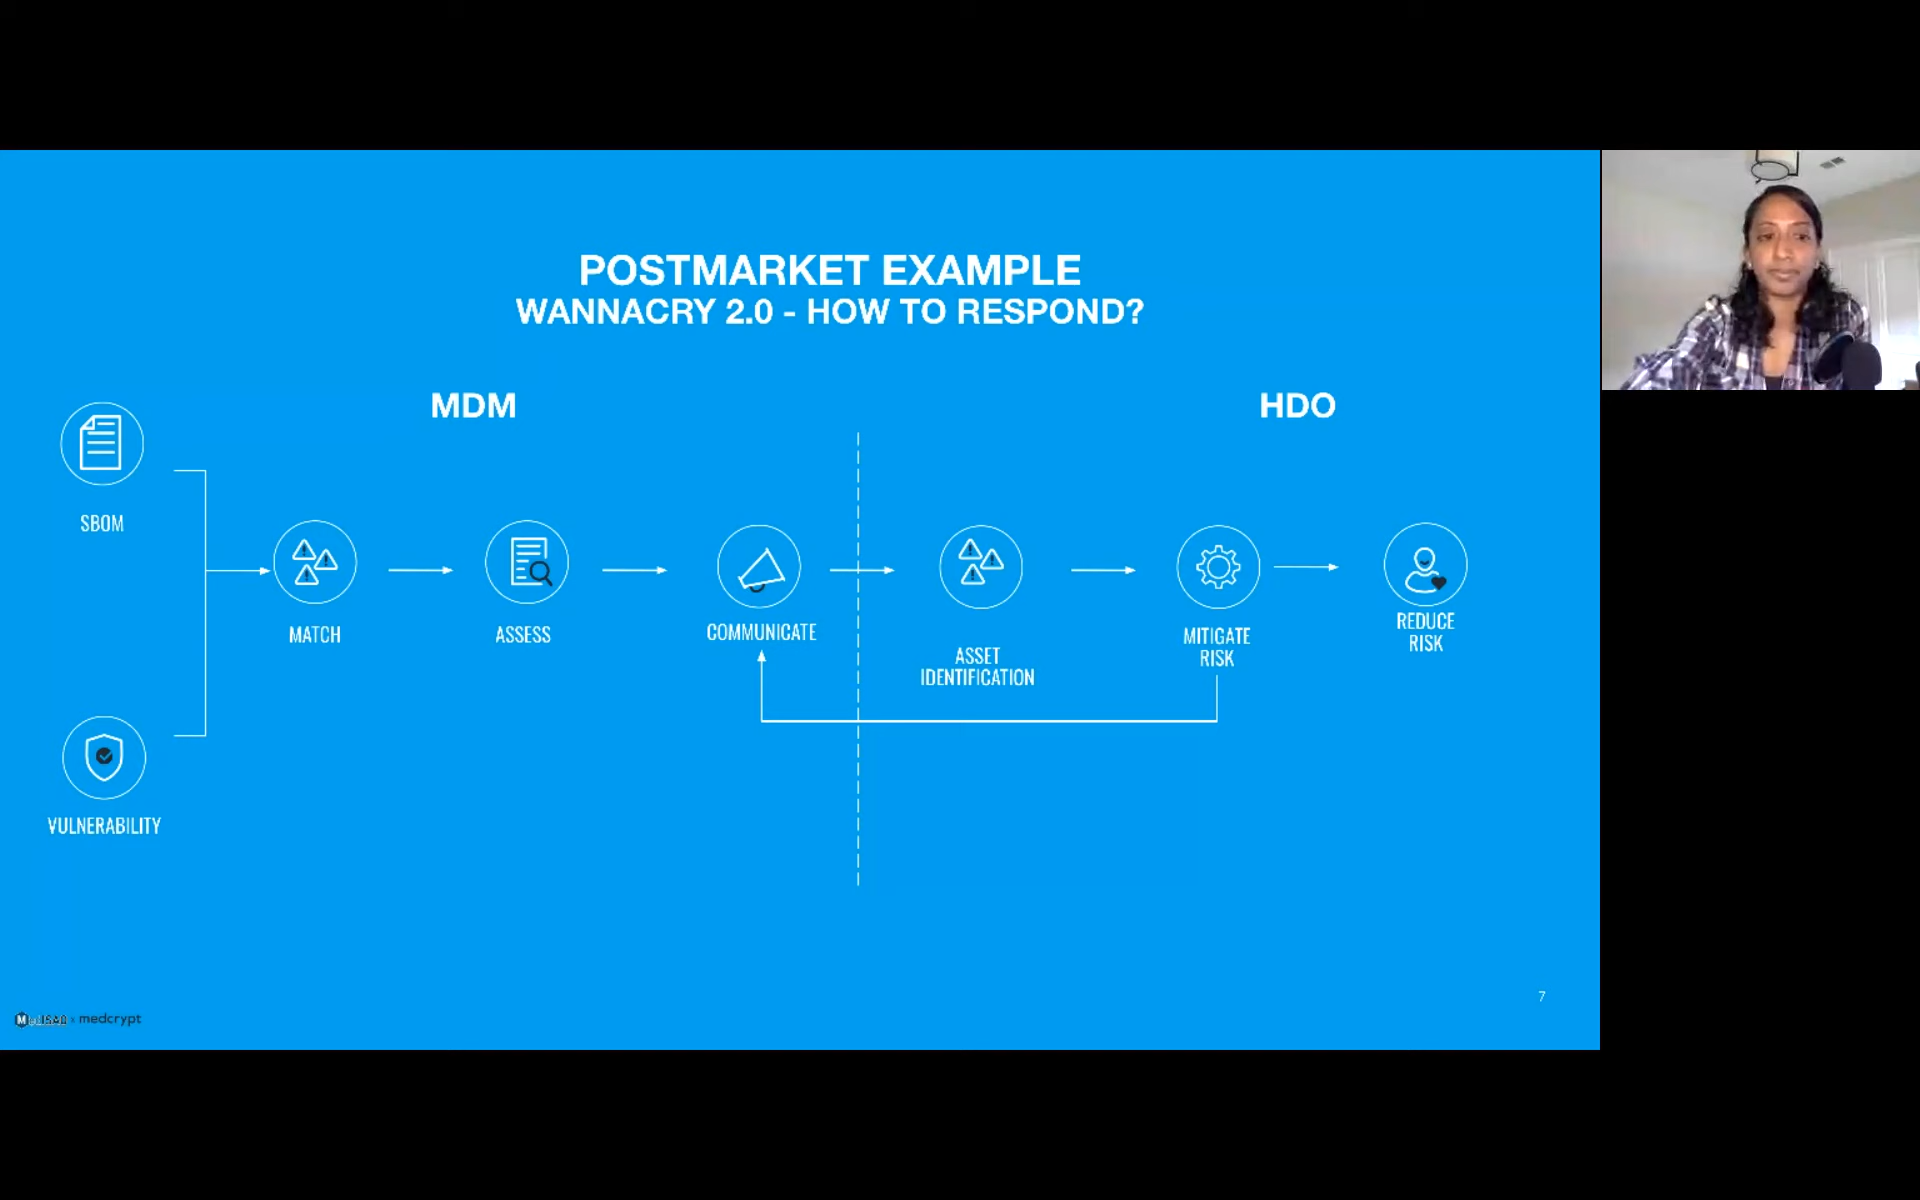 POSTMARKET EXAMPLE
WANNACRY 2.0 - HOW TO RESPOND?
MDM
HDO
SBOM
VULNERABILITY
MATCH
ASSESS
COMMUNICATE
ASSET
IDENTIFICATION
MITIGATE
RISK
REDUCE
RISK
7
MedISAO x medcrypt